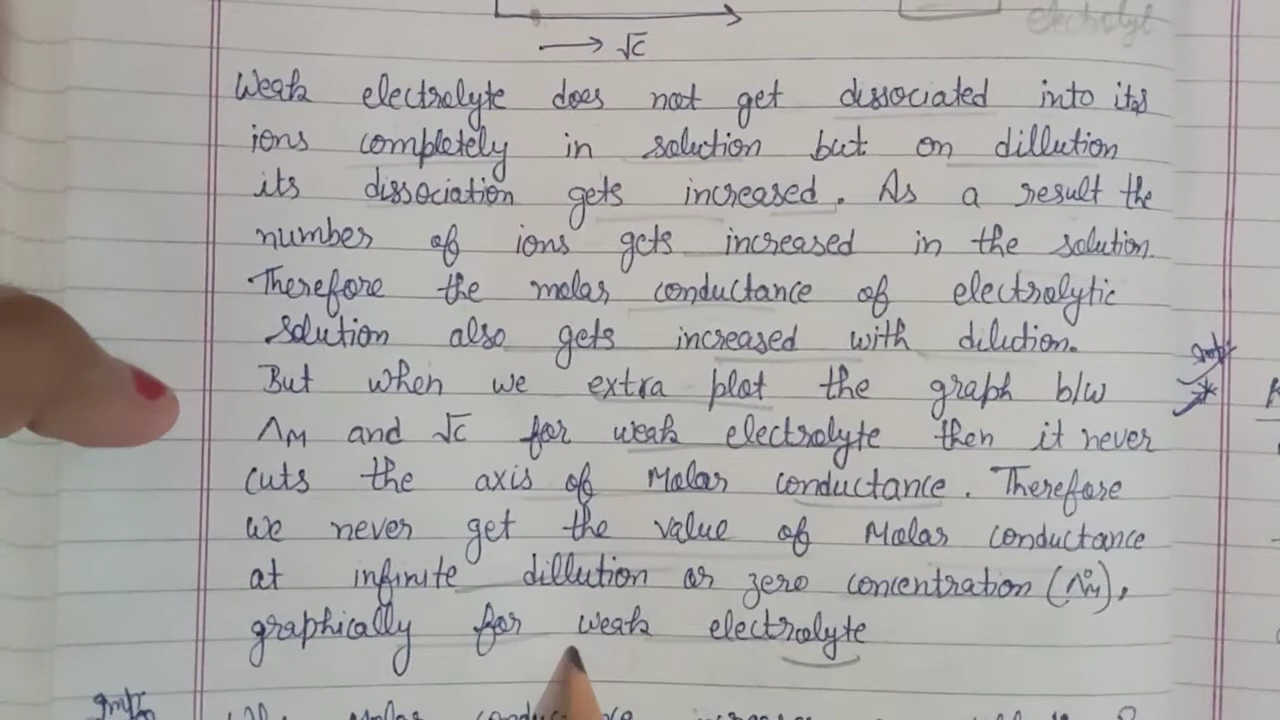 electrolyt
→ √c
Weak electrolyte does not get dissociated into its
ions completely in solution but on dillution
its dissociation gets increased. As a result the
number of ions gets increased in the solution.
Therefore the molar conductance of electrolytic
solution also gets increased with dilution.
But when we extra plot the graph b/w
ΛM and √c for weak electrolyte then it never
cuts the axis of Molar conductance. Therefore
we never get the value of Molar conductance
at infinite dillution or zero concentration (Λ°M),
graphically for weak electrolyte